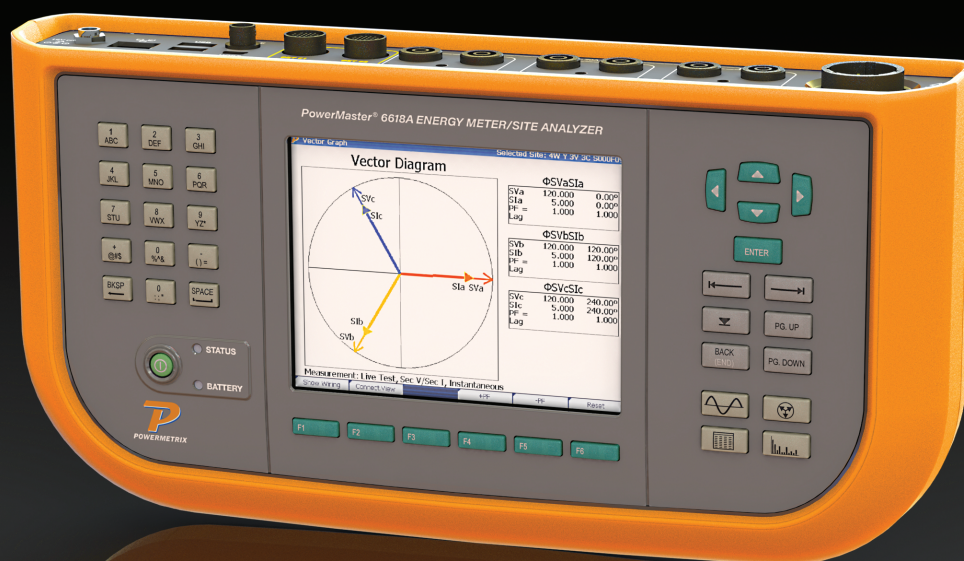 PowerMaster® 6618A ENERGY METER/SITE ANALYZER
Vector Graph
Selected Site: 4W Y 3V 3C
Vector Diagram
SVc
SIc
SIa SVa
SIb
SVb
ΦSVaSIa
SVa 120.000 0.00º
SIa 5.000 0.00º
PF = 1.000 1.000
Lag
ΦSVbSIb
SVb 120.000 120.00º
SIb 5.000 120.00º
PF = 1.000 1.000
Lag
ΦSVcSIc
SVc 120.000 240.00º
SIc 5.000 240.00º
PF = 1.000 1.000
Lag
Measurement: Live Test, Sec V/Sec I, Instantaneous
Show Wiring Connect View +PF -PF Reset
F1 F2 F3 F4 F5 F6
1 2 3
ABC DEF GHI
4 5 6
JKL MNO PQR
7 8 9
STU VWX YZ*
+ 0 -
@#$ %^& ( ) =
BKSP 0 SPACE
STATUS
BATTERY
POWERMETRIX
ENTER
PG. UP
BACK
(END)
PG. DOWN